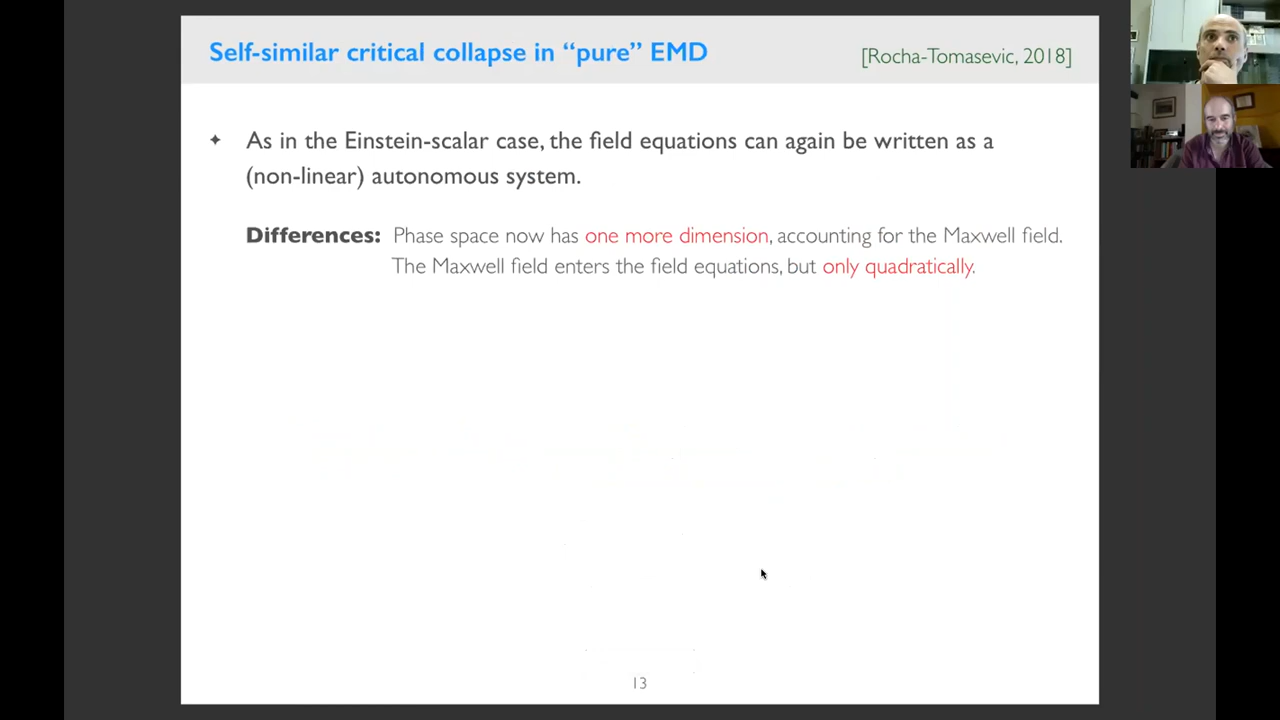 Self-similar critical collapse in “pure” EMD
[Rocha-Tomasevic, 2018]
✦ As in the Einstein-scalar case, the field equations can again be written as a
(non-linear) autonomous system.
Differences: Phase space now has one more dimension, accounting for the Maxwell field.
The Maxwell field enters the field equations, but only quadratically.
13